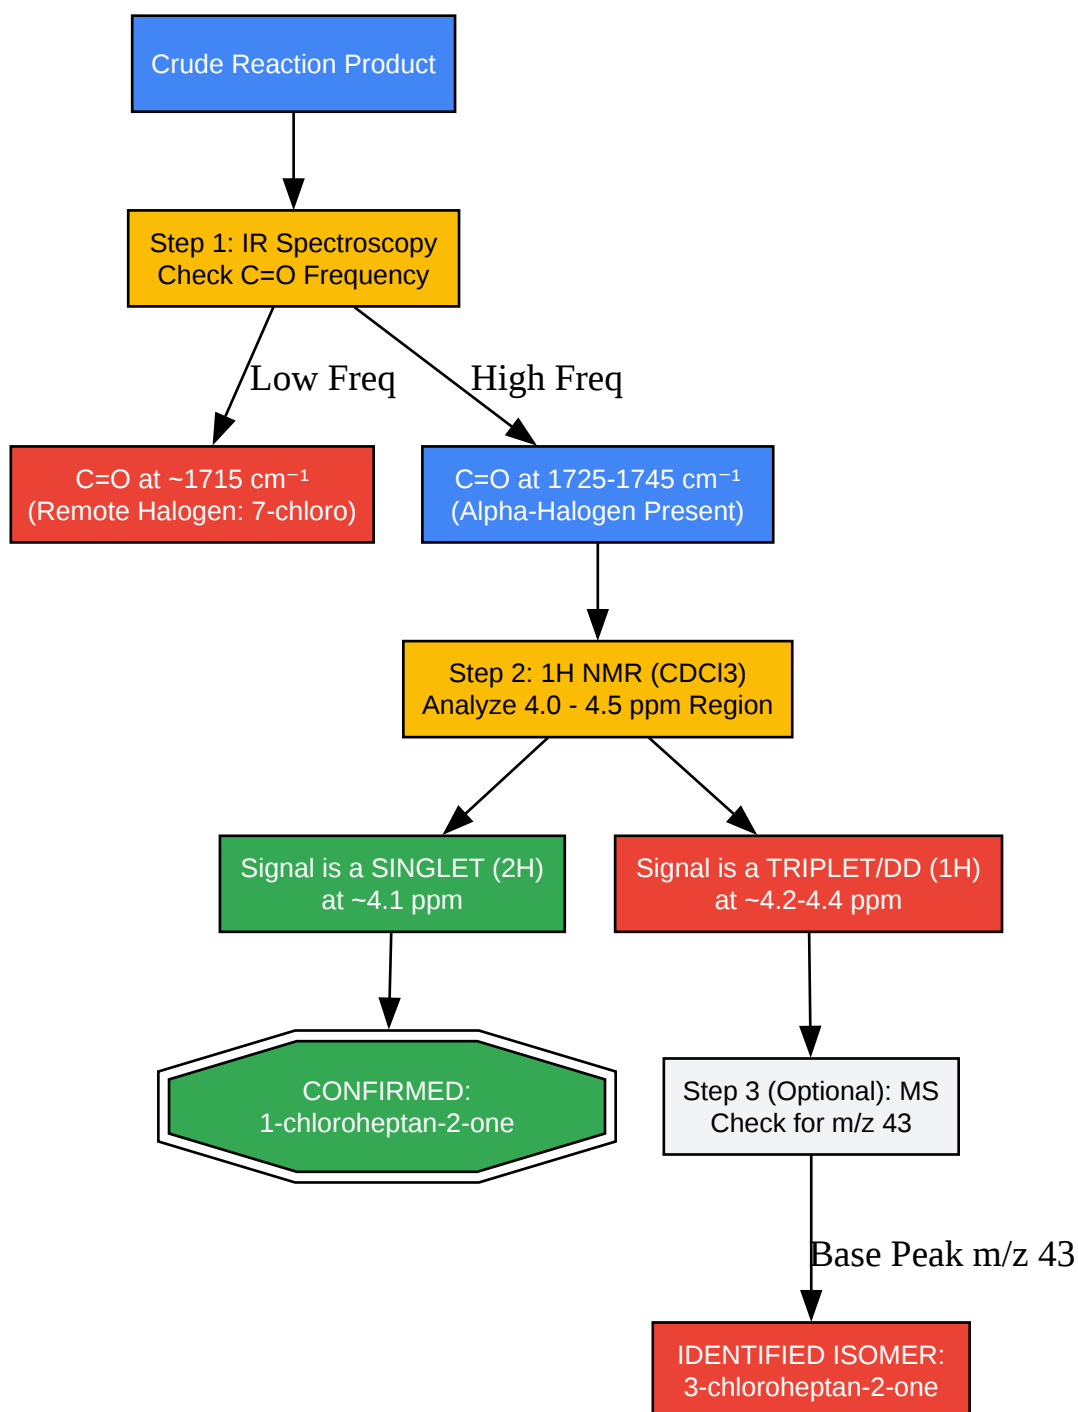 Crude Reaction Product
Step 1: IR Spectroscopy
Check C=O Frequency
Low Freq
High Freq
C=O at ~1715 cm⁻¹
(Remote Halogen: 7-chloro)
C=O at 1725-1745 cm⁻¹
(Alpha-Halogen Present)
Step 2: 1H NMR (CDCl3)
Analyze 4.0 - 4.5 ppm Region
Signal is a SINGLET (2H)
at ~4.1 ppm
Signal is a TRIPLET/DD (1H)
at ~4.2-4.4 ppm
CONFIRMED:
1-chloroheptan-2-one
Step 3 (Optional): MS
Check for m/z 43
Base Peak m/z 43
IDENTIFIED ISOMER:
3-chloroheptan-2-one